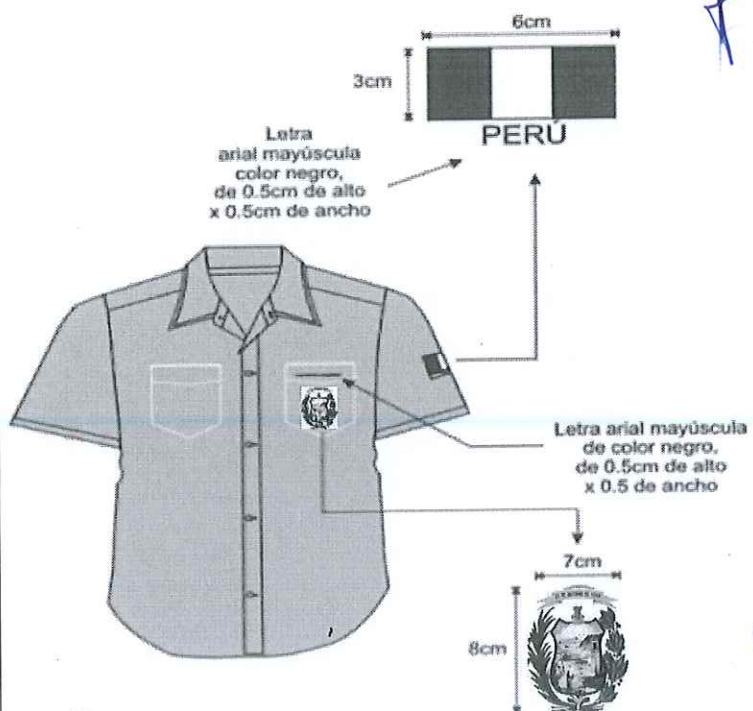 6cm
3cm
PERÚ
Letra
arial mayúscula
color negro,
de 0.5cm de alto
x 0.5cm de ancho
Letra arial mayúscula
de color negro,
de 0.5cm de alto
x 0.5 de ancho
7cm
8cm